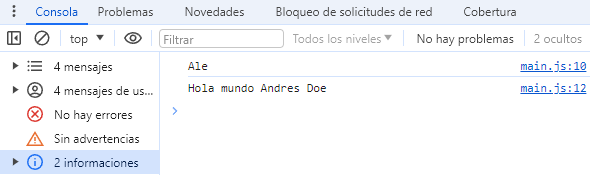 Consola Problemas Novedades Bloqueo de solicitudes de red Cobertura
top Filtrar Todos los niveles No hay problemas 2 ocultos
4 mensajes
4 mensajes de us...
No hay errores
Sin advertencias
2 informaciones
Ale main.js:10
Hola mundo Andres Doe main.js:12